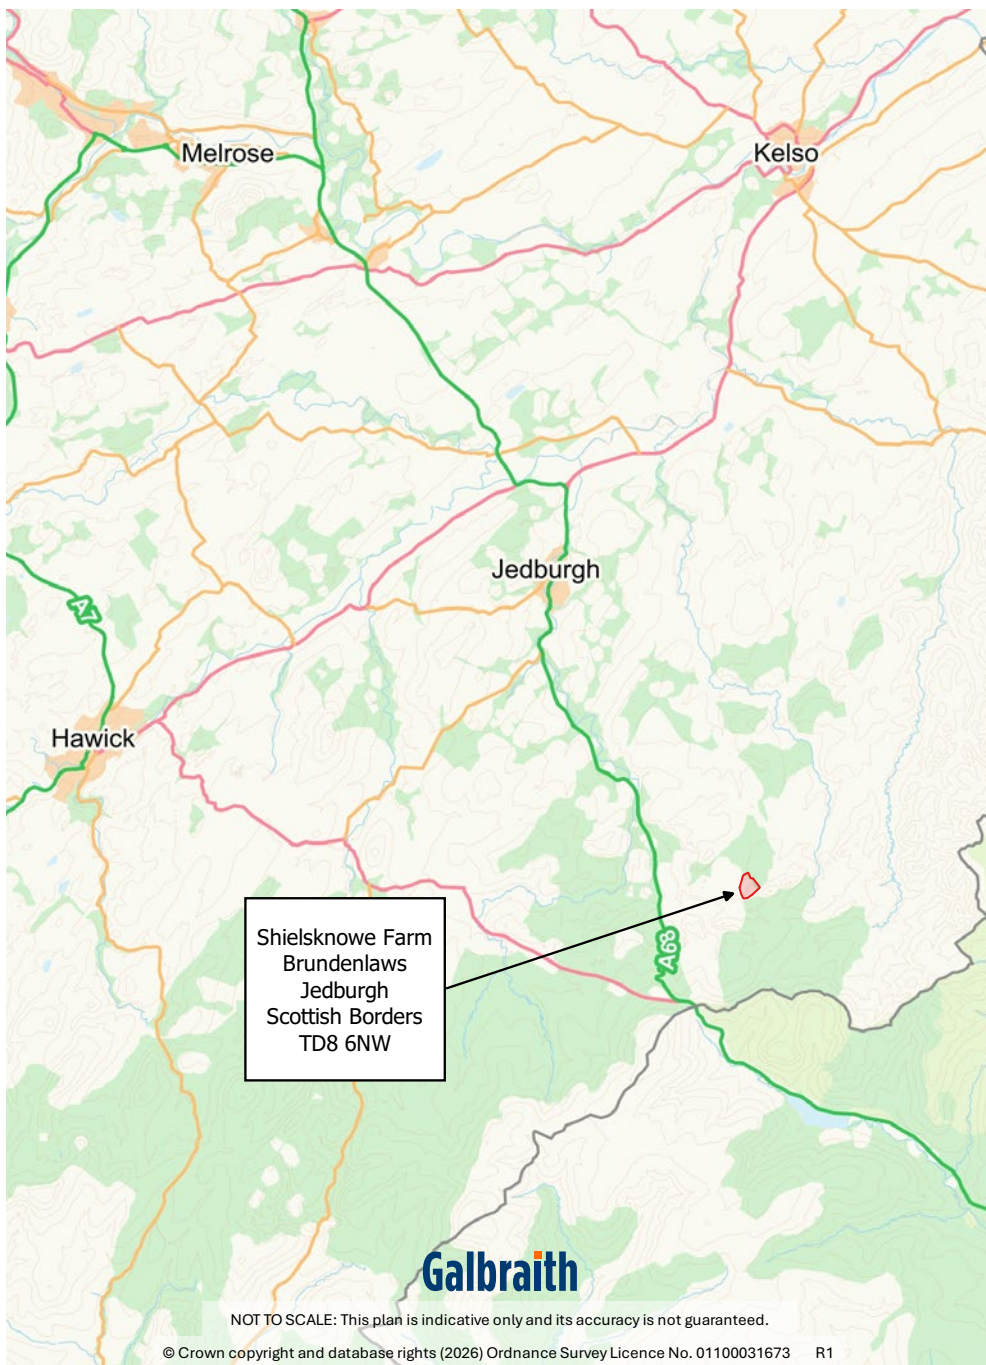 Melrose
Kelso
Jedburgh
A7
Hawick
A68
Shielsknowe Farm
Brundenlaws
Jedburgh
Scottish Borders
TD8 6NW
Galbraith
NOT TO SCALE: This plan is indicative only and its accuracy is not guaranteed.
© Crown copyright and database rights (2026) Ordnance Survey Licence No. 01100031673 R1